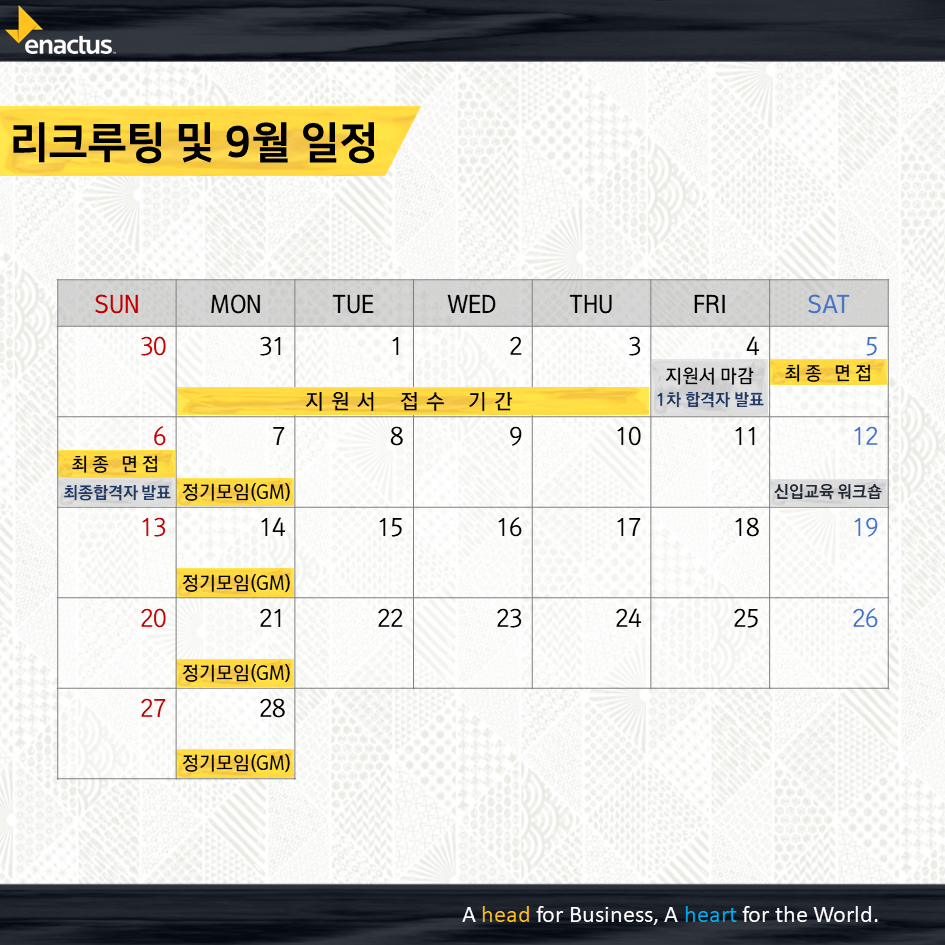 enactus
리크루팅 및 9월 일정
SUN MON TUE WED THU FRI SAT
30 31 1 2 3 4 5
지원서 접수 기간
지원서 마감
1차 합격자 발표
최종 면접
6 7 8 9 10 11 12
최종 면접
최종합격자 발표
정기모임(GM)
신입교육 워크숍
13 14 15 16 17 18 19
정기모임(GM)
20 21 22 23 24 25 26
정기모임(GM)
27 28
정기모임(GM)
A head for Business, A heart for the World.